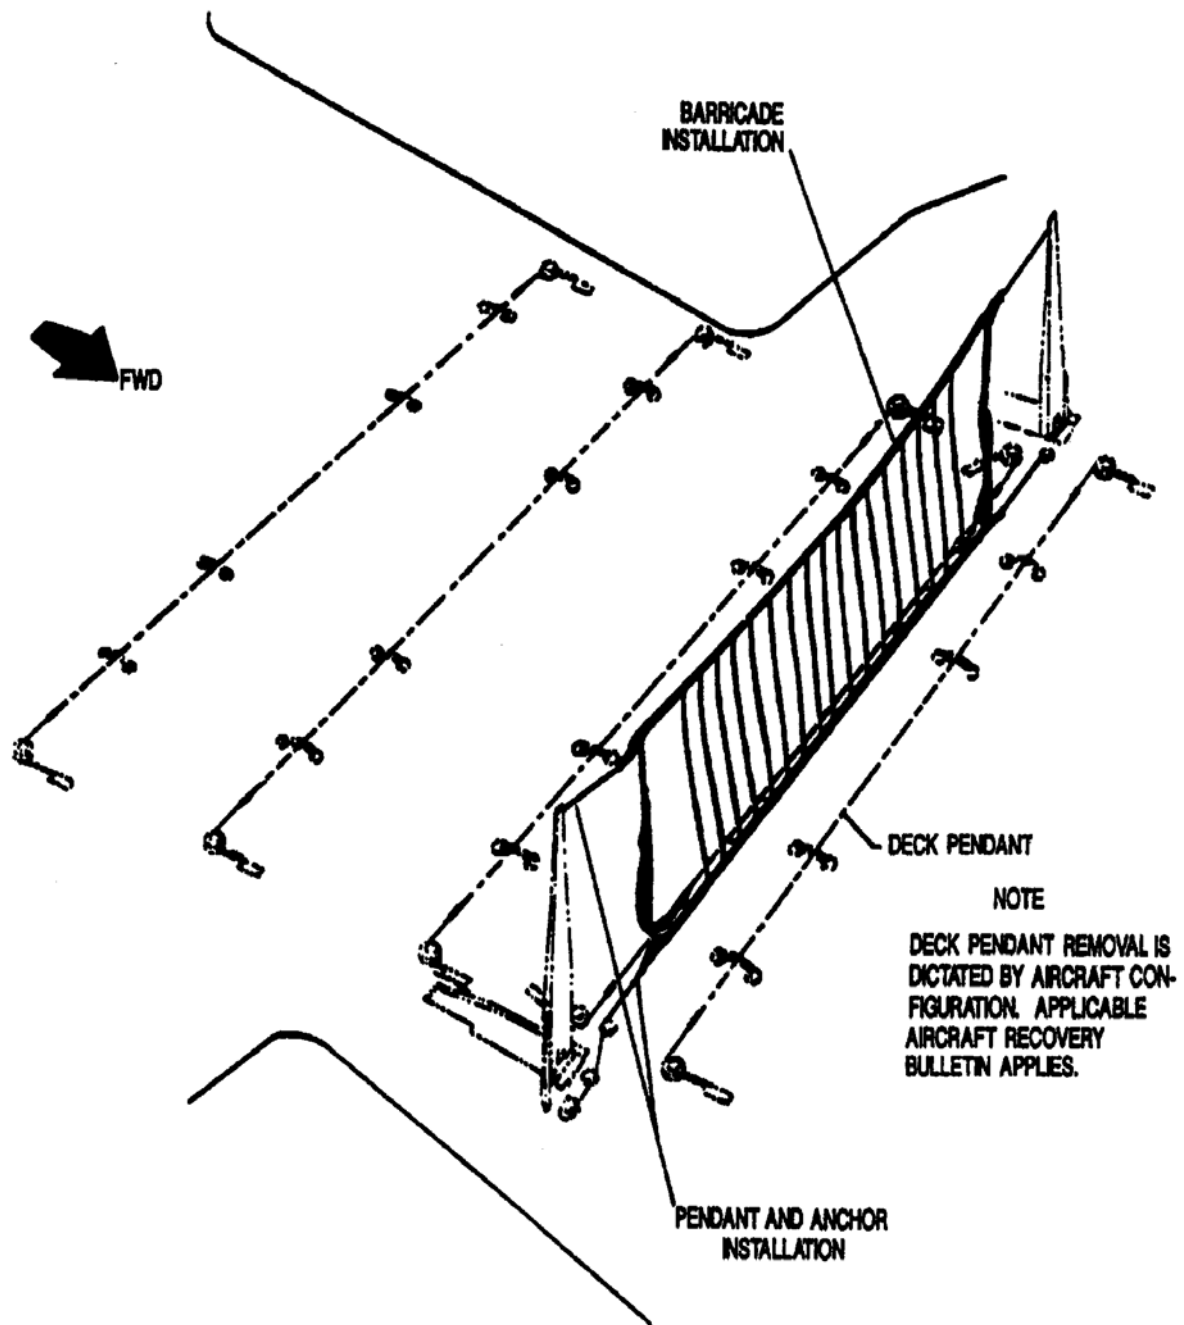 BARRICADE
INSTALLATION
FWD
DECK PENDANT
NOTE
DECK PENDANT REMOVAL IS
DICTATED BY AIRCRAFT CON-
FIGURATION. APPLICABLE
AIRCRAFT RECOVERY
BULLETIN APPLIES.
PENDANT AND ANCHOR
INSTALLATION